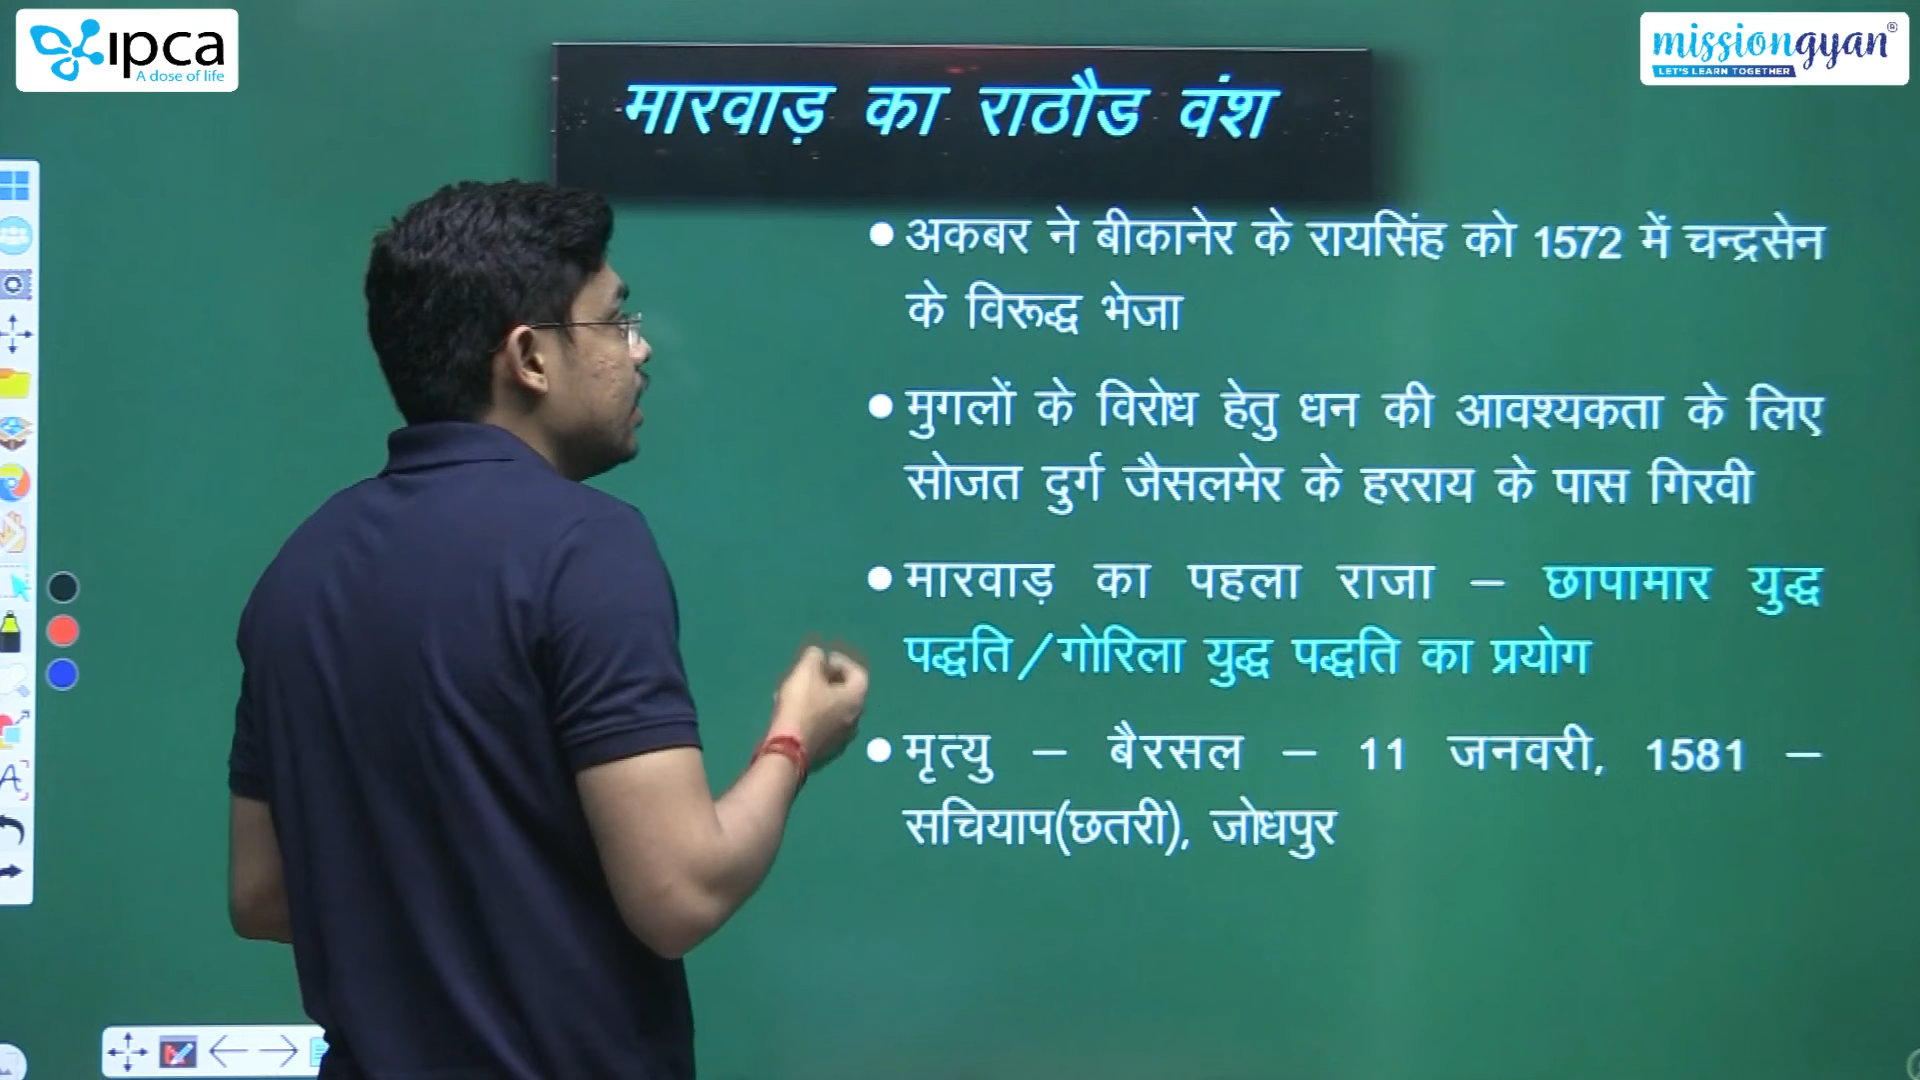 ipca
A dose of life
missiongyan®
LET'S LEARN TOGETHER
मारवाड़ का राठौड वंश
• अकबर ने बीकानेर के रायसिंह को 1572 में चन्द्रसेन
के विरूद्ध भेजा
• मुगलों के विरोध हेतु धन की आवश्यकता के लिए
सोजत दुर्ग जैसलमेर के हरराय के पास गिरवी
• मारवाड़ का पहला राजा – छापामार युद्ध
पद्धति/गोरिला युद्ध पद्धति का प्रयोग
• मृत्यु – बैरसल – 11 जनवरी, 1581 –
सचियाप(छतरी), जोधपुर